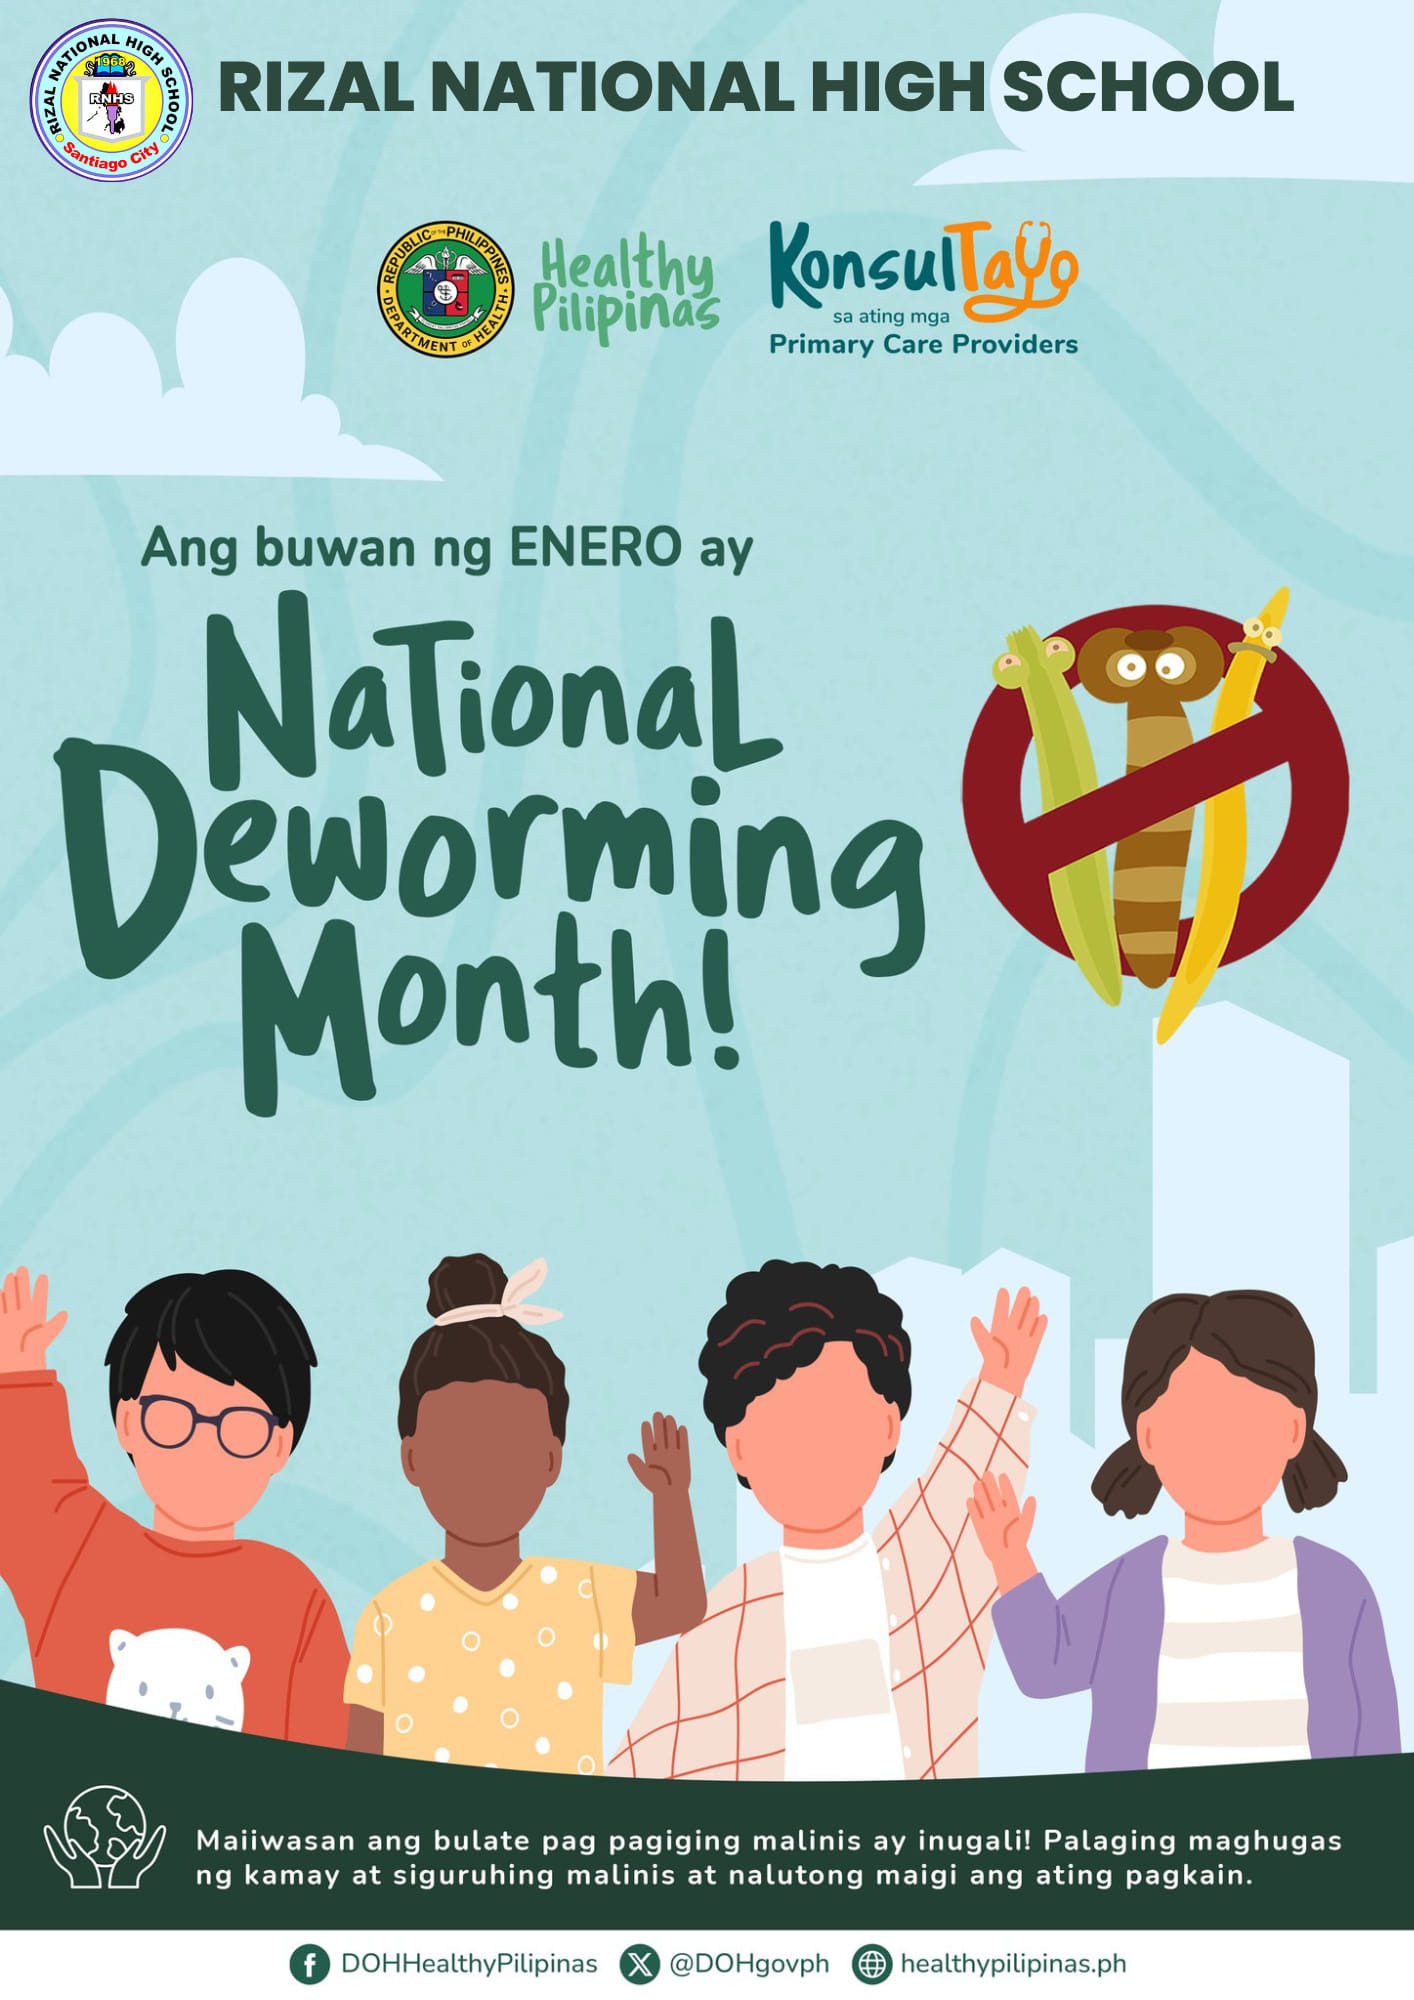 RIZAL NATIONAL HIGH SCHOOL
1968
RNHS
Santiago City
RIZAL NATIONAL HIGH SCHOOL
REPUBLIC OF THE PHILIPPINES
DEPARTMENT OF HEALTH
Healthy
Pilipinas
KonsulTayo
sa ating mga
Primary Care Providers
Ang buwan ng ENERO ay
National
Deworming
Month!
Maiiwasan ang bulate pag pagiging malinis ay inugali! Palaging maghugas
ng kamay at siguruhing malinis at nalutong maigi ang ating pagkain.
DOHHealthyPilipinas @DOHgovph healthypilipinas.ph